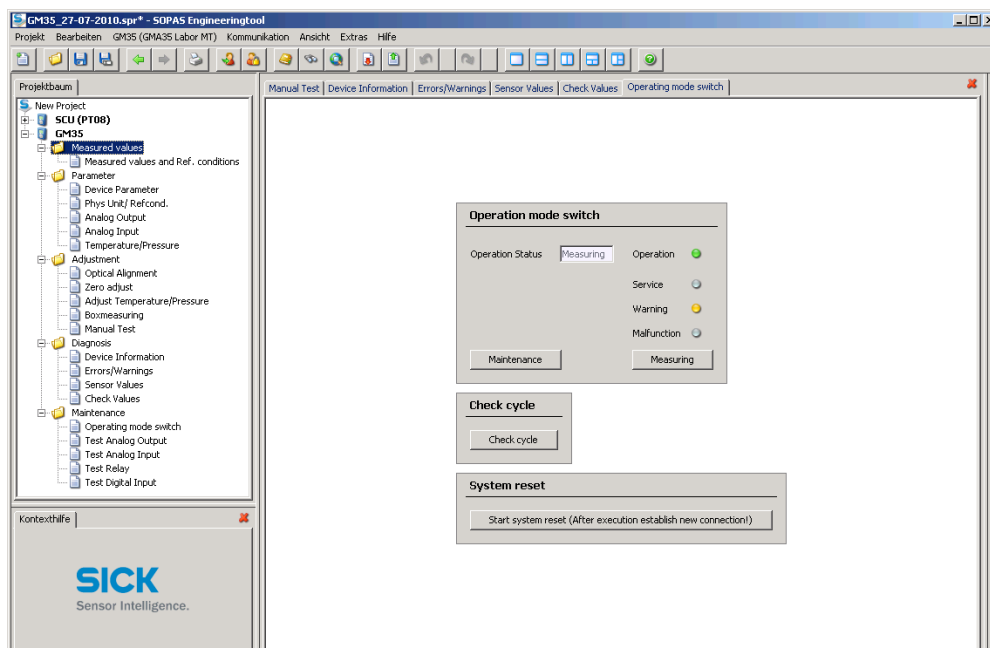 GM35_27-07-2010.spr* - SOPAS Engineeringtool
Projekt Bearbeiten GM35 (GMA35 Labor MT) Kommunikation Ansicht Extras Hilfe
Projektbaum
New Project
SCU (PT08)
GM35
Measured values
Measured values and Ref. conditions
Parameter
Device Parameter
Phys Unit/ Refcond.
Analog Output
Analog Input
Temperature/Pressure
Adjustment
Optical Alignment
Zero adjust
Adjust Temperature/Pressure
Boxmeasuring
Manual Test
Diagnosis
Device Information
Errors/Warnings
Sensor Values
Check Values
Maintenance
Operating mode switch
Test Analog Output
Test Analog Input
Test Relay
Test Digital Input
Kontexthilfe
SICK
Sensor Intelligence.
Manual Test Device Information Errors/Warnings Sensor Values Check Values Operating mode switch
Operation mode switch
Operation Status Measuring Operation
Service
Warning
Malfunction
Maintenance Measuring
Check cycle
Check cycle
System reset
Start system reset (After execution establish new connection!)